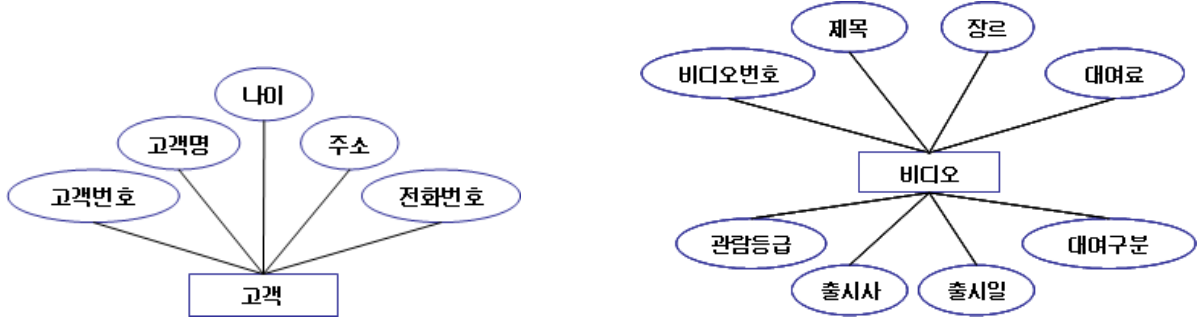 나이
고객명
주소
고객번호
전화번호
고객
제목
장르
비디오번호
대여료
비디오
관람등급
대여구분
출시사
출시일